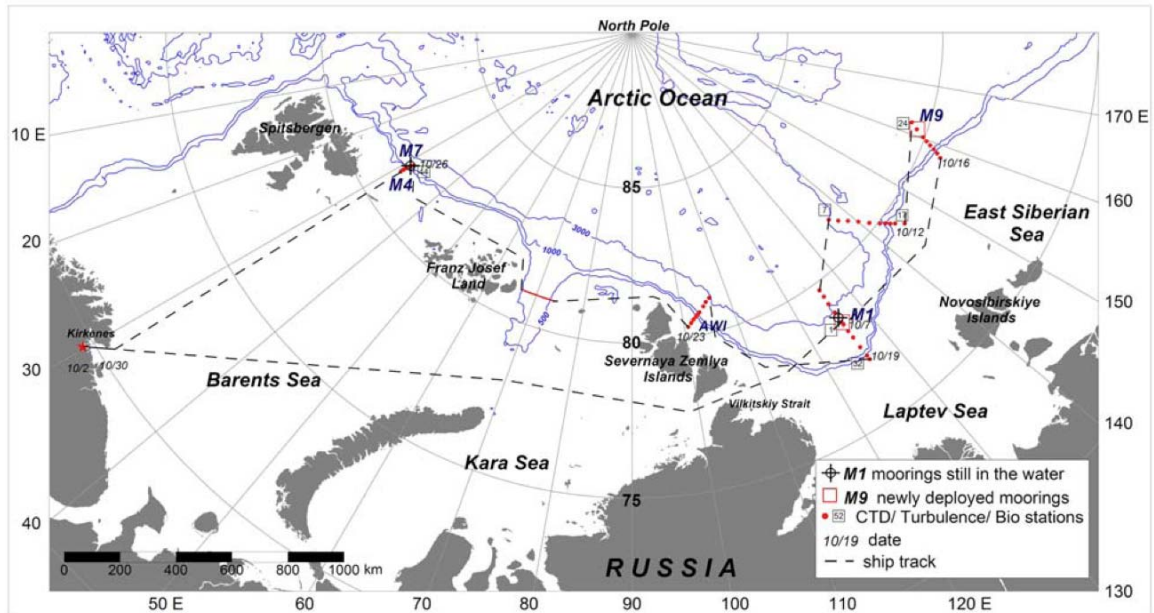 North Pole
Arctic Ocean
10 E
Spitsbergen
M7
10/26
44
M4
24
M9
10/16
170 E
85
160
7
17
10/12
East Siberian
Sea
20
3000
1000
500
Franz Josef
Land
Novosibirskiye
Islands
150
M1
1
10/7
AWI
10/23
80
Severnaya Zemlya
Islands
10/19
32
Kirkenes
10/2
10/30
30
Barents Sea
Vilkitskiy Strait
Laptev Sea
140
Kara Sea
75
M1 moorings still in the water
M9 newly deployed moorings
52 CTD/ Turbulence/ Bio stations
10/19 date
ship track
40
0 200 400 600 800 1000 km
RUSSIA
50 E 60 70 80 90 100 110 120 E 130